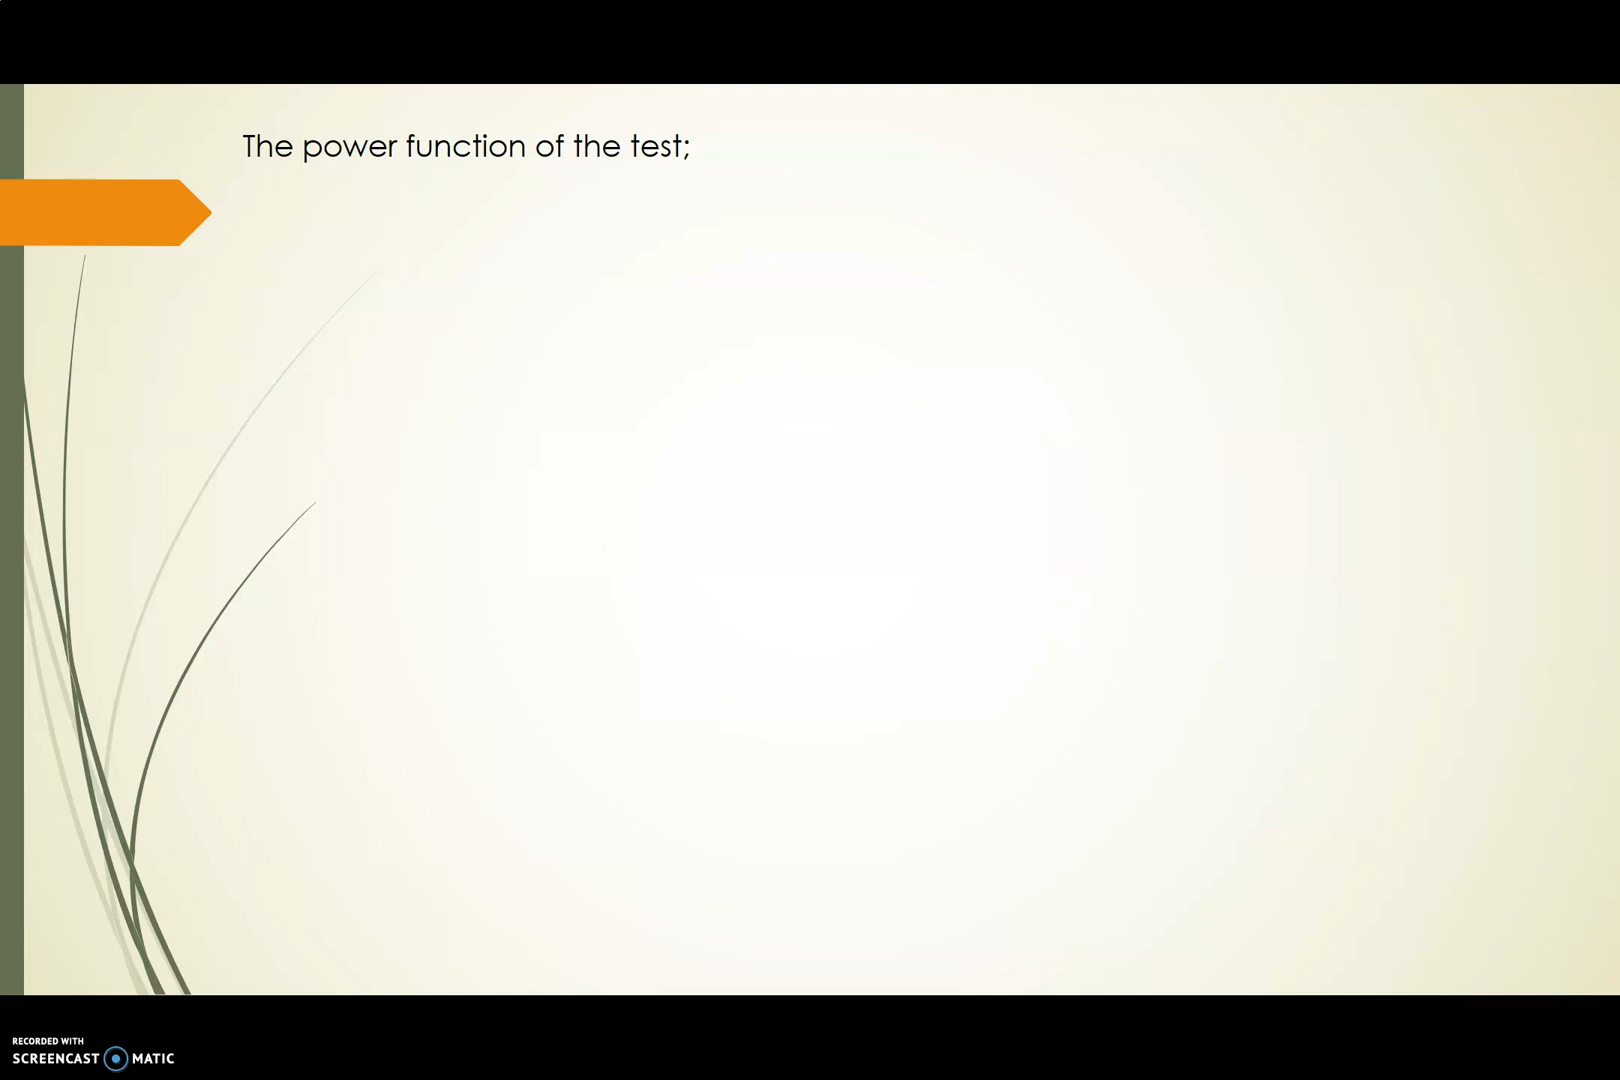 The power function of the test;
RECORDED WITH
SCREENCAST MATIC